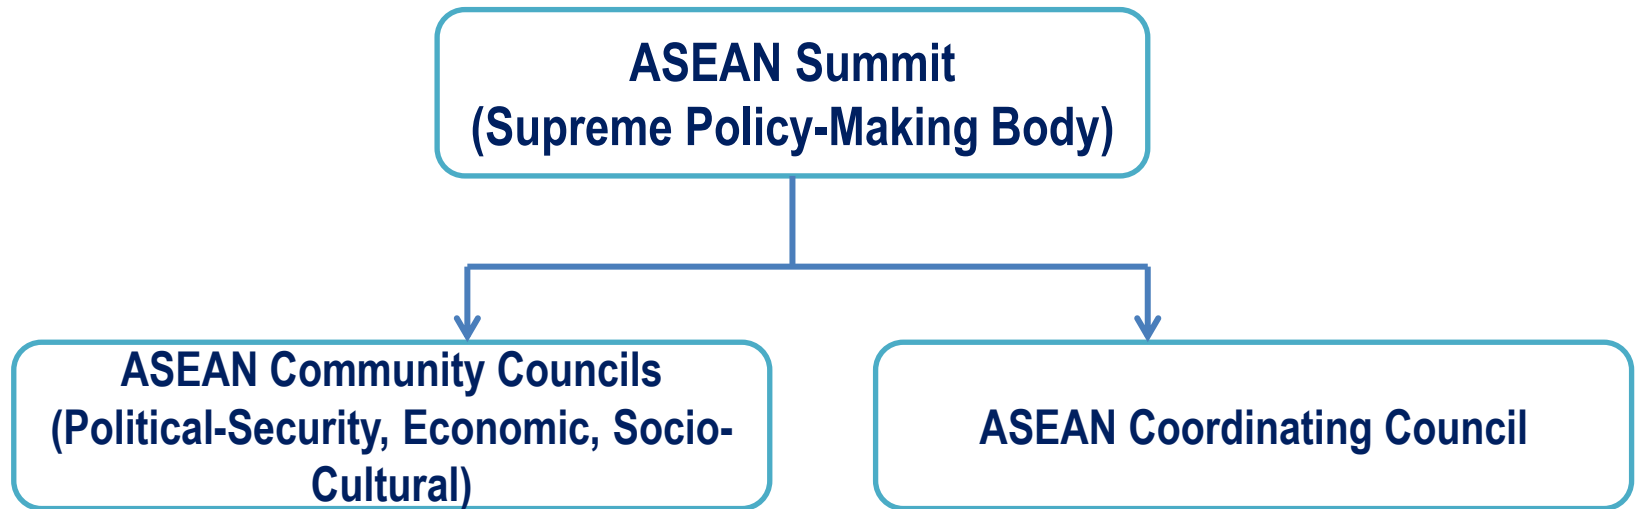 ASEAN Summit
(Supreme Policy-Making Body)
ASEAN Community Councils
(Political-Security, Economic, Socio-
Cultural)
ASEAN Coordinating Council